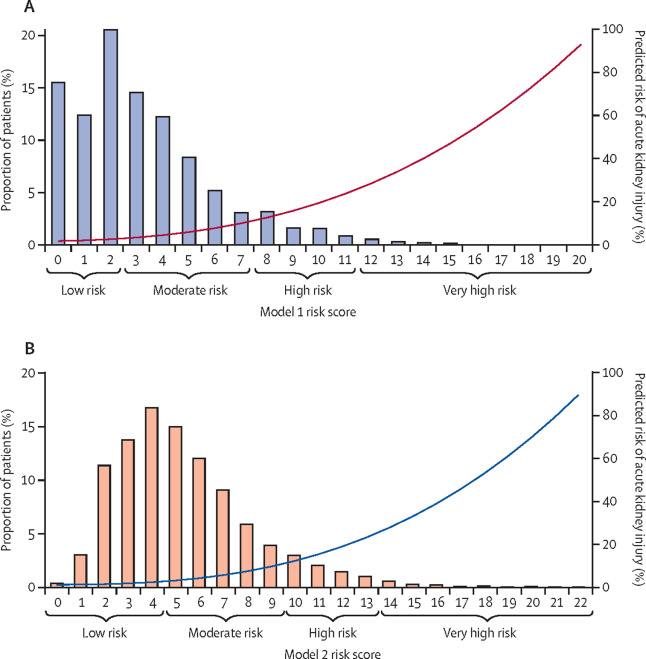 A
Proportion of patients (%)
20
15
10
5
0
Predicted risk of acute kidney injury (%)
100
80
60
40
20
0
0 1 2 3 4 5 6 7 8 9 10 11 12 13 14 15 16 17 18 19 20
Low risk Moderate risk High risk Very high risk
Model 1 risk score
B
Proportion of patients (%)
20
15
10
5
0
Predicted risk of acute kidney injury (%)
100
80
60
40
20
0
0 1 2 3 4 5 6 7 8 9 10 11 12 13 14 15 16 17 18 19 20 21 22
Low risk Moderate risk High risk Very high risk
Model 2 risk score